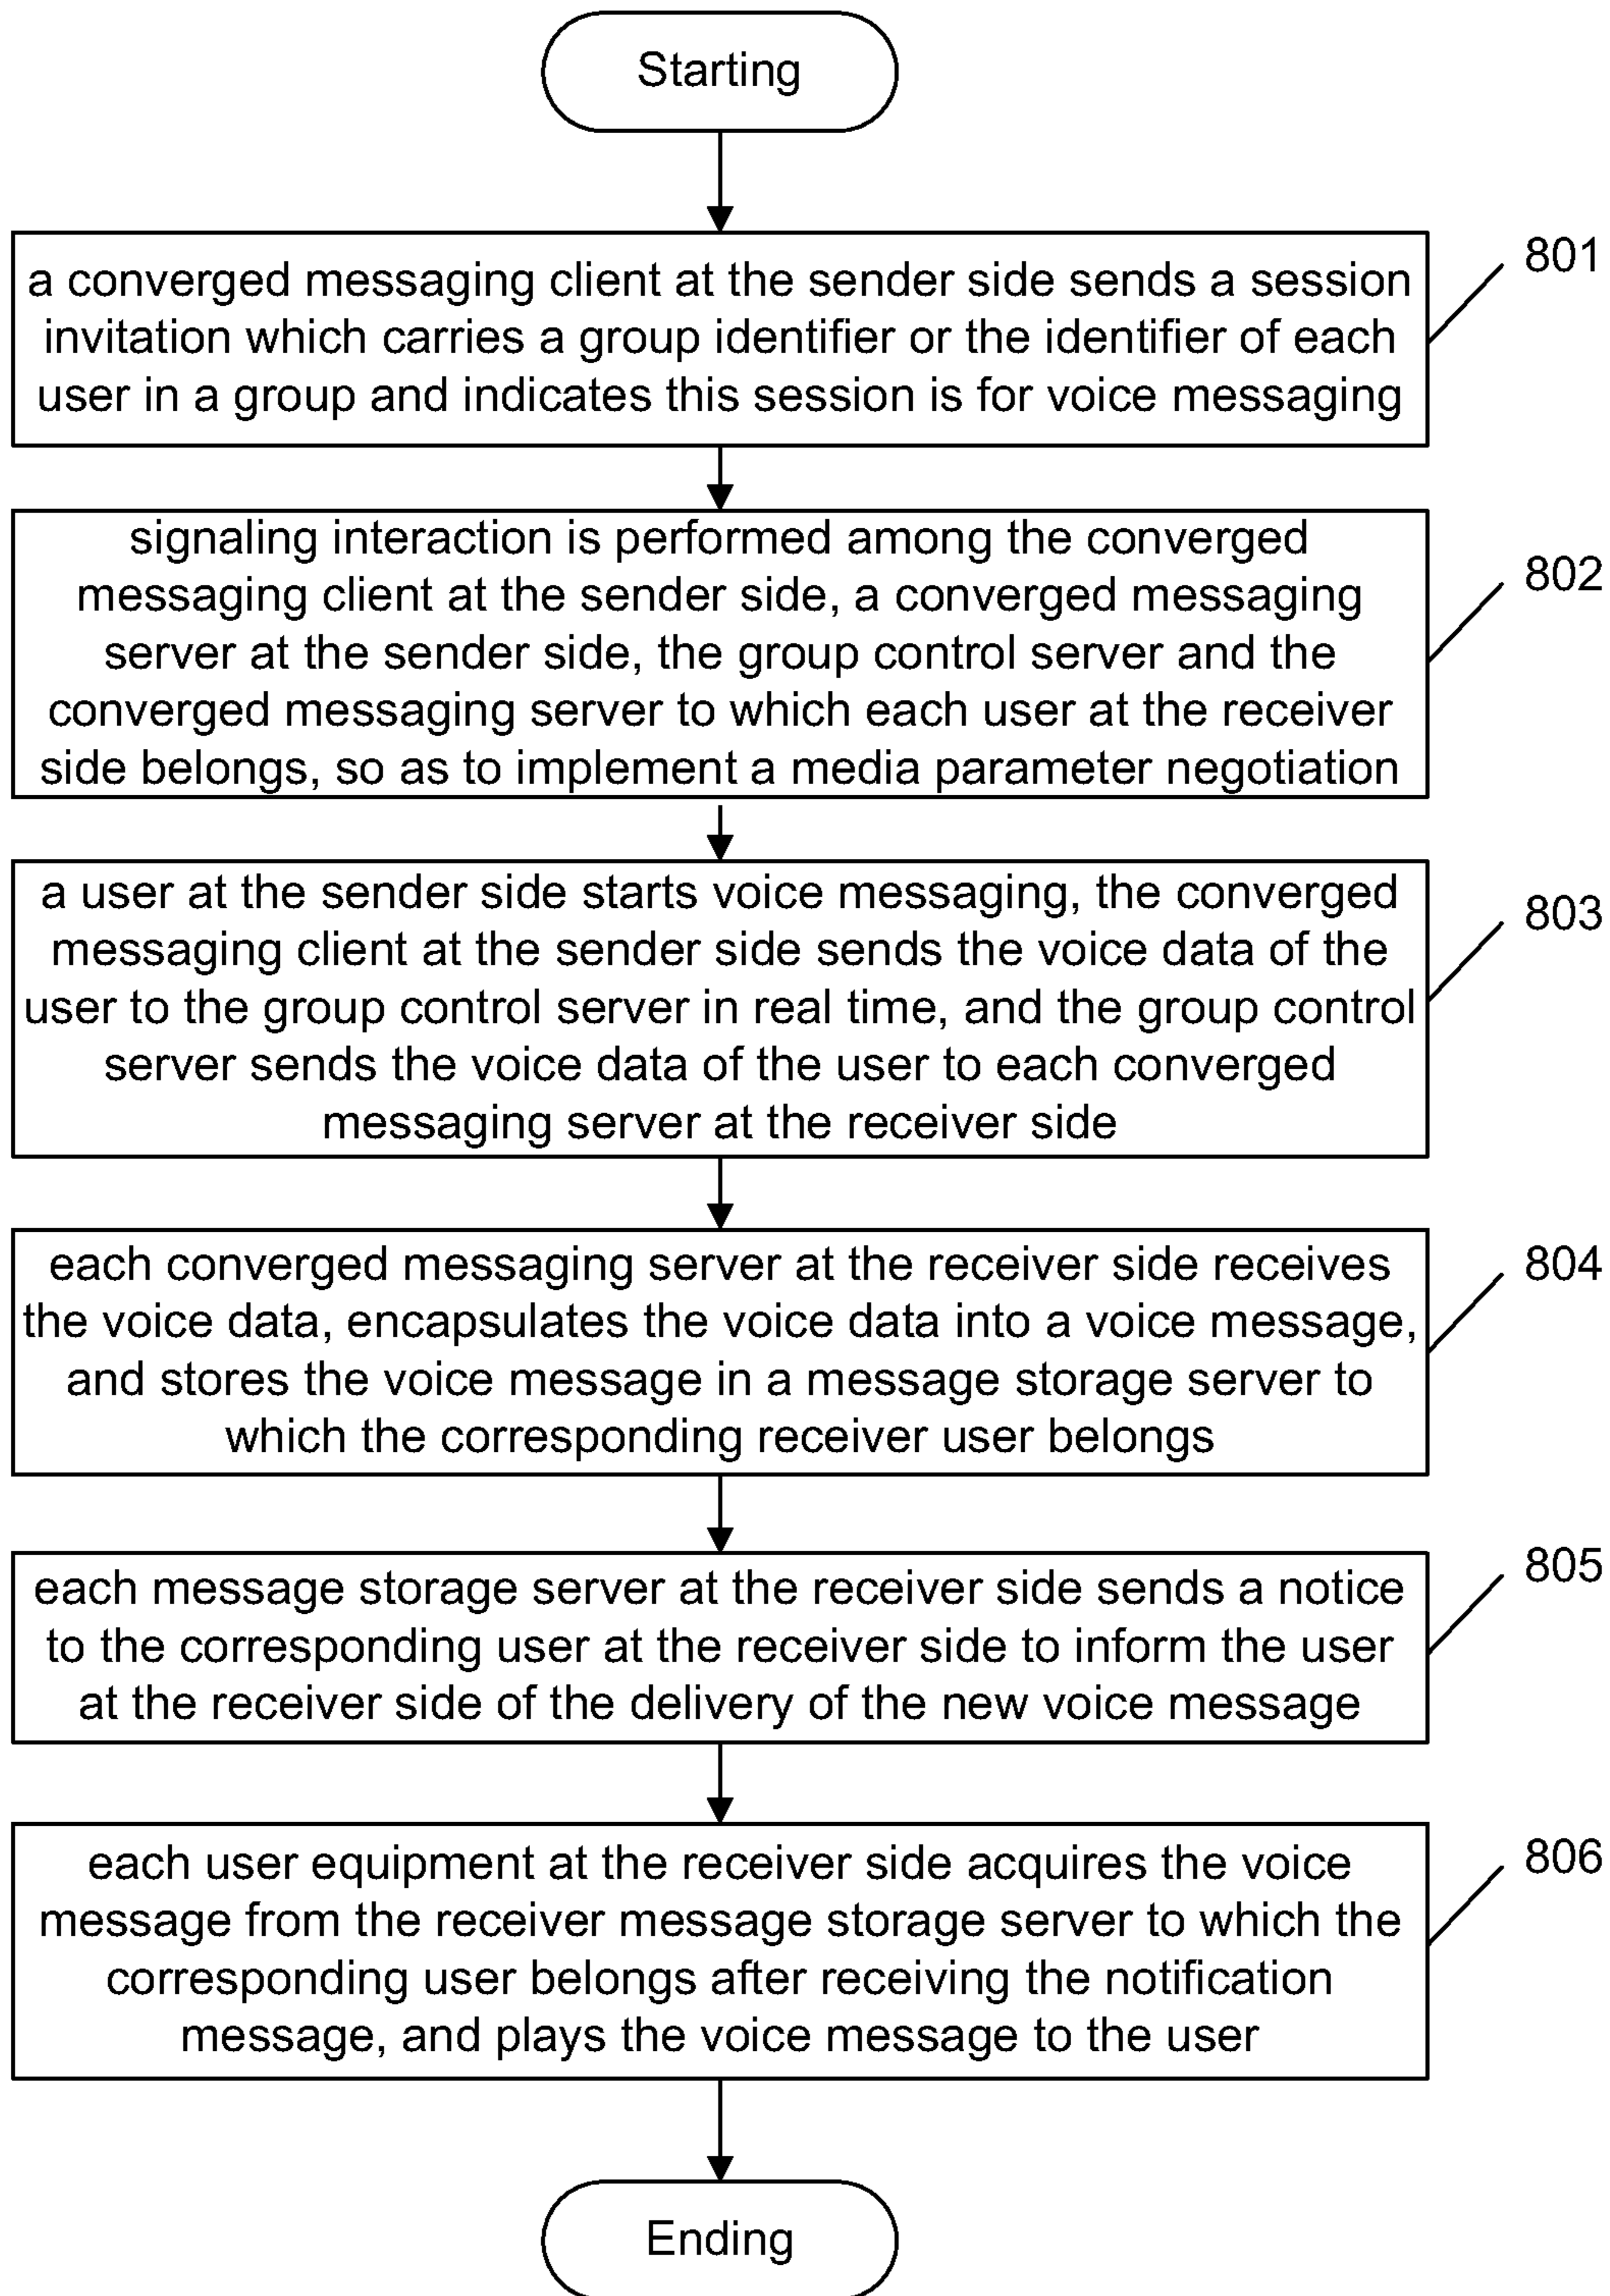 Starting
a converged messaging client at the sender side sends a session
invitation which carries a group identifier or the identifier of each
user in a group and indicates this session is for voice messaging
801
signaling interaction is performed among the converged
messaging client at the sender side, a converged messaging
server at the sender side, the group control server and the
converged messaging server to which each user at the receiver
side belongs, so as to implement a media parameter negotiation
802
a user at the sender side starts voice messaging, the converged
messaging client at the sender side sends the voice data of the
user to the group control server in real time, and the group control
server sends the voice data of the user to each converged
messaging server at the receiver side
803
each converged messaging server at the receiver side receives
the voice data, encapsulates the voice data into a voice message,
and stores the voice message in a message storage server to
which the corresponding receiver user belongs
804
each message storage server at the receiver side sends a notice
to the corresponding user at the receiver side to inform the user
at the receiver side of the delivery of the new voice message
805
each user equipment at the receiver side acquires the voice
message from the receiver message storage server to which the
corresponding user belongs after receiving the notification
message, and plays the voice message to the user
806
Ending